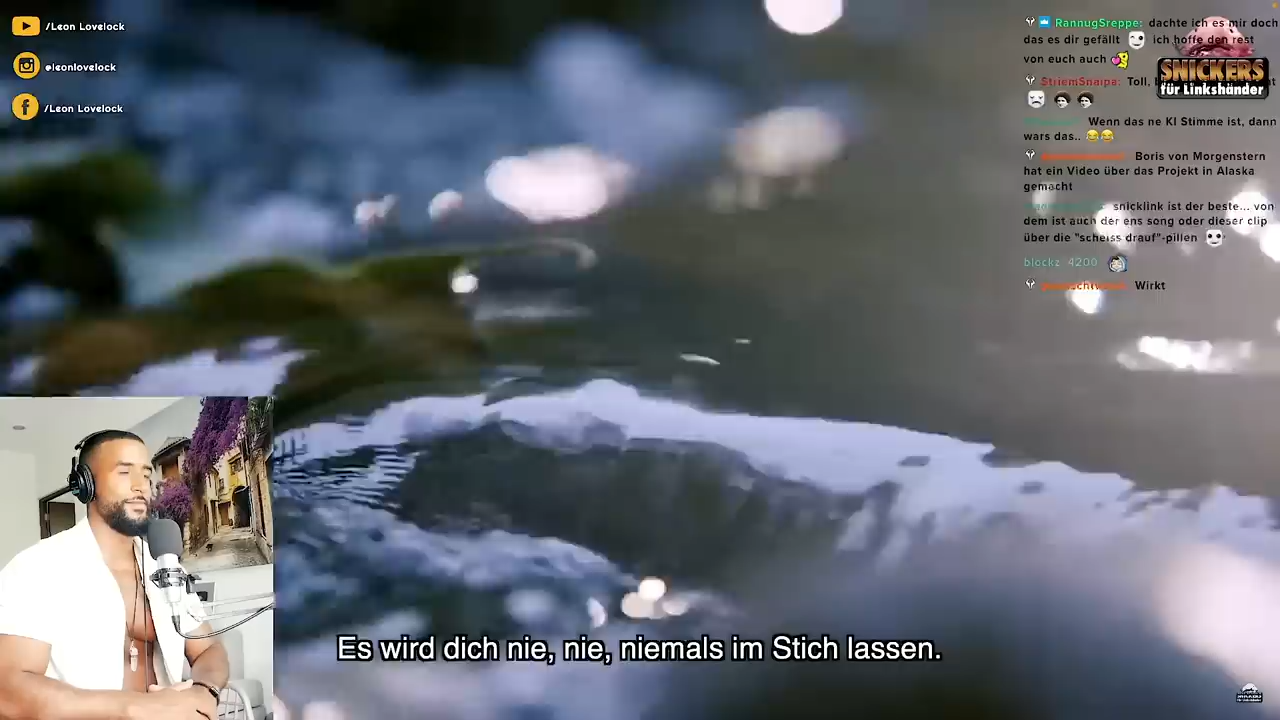 /Leon Lovelock
@leonlovelock
/Leon Lovelock
RannugSreppe: dachte ich es mir doch
das es dir gefällt ich hoffe den rest
von euch auch
StriemSnaipa: Toll,
Wenn das ne KI Stimme ist, dann
wars das..
Boris von Morgenstern
hat ein Video über das Projekt in Alaska
gemacht
snicklink ist der beste... von
dem ist auch der ens song oder dieser clip
über die "scheiss drauf"-pillen
blockz_4200
Wirkt
SNICKERS
für Linkshänder
Es wird dich nie, nie, niemals im Stich lassen.